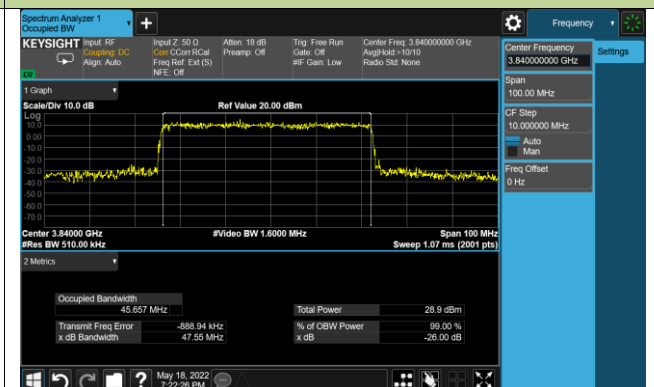 Spectrum Analyzer 1
Occupied BW
Frequency
KEYSIGHT
Input: RF
Coupling: DC
Align: Auto
Input Z: 50 Ω
Corr CCorr RCal
Freq Ref: Ext (S)
NFE: Off
Atten: 18 dB
Preamp: Off
Trig: Free Run
Gate: Off
#IF Gain: Low
Center Freq: 3.840000000 GHz
Avg|Hold:>10/10
Radio Std: None
Center Frequency
3.840000000 GHz
Settings
Span
100.00 MHz
CF Step
10.000000 MHz
Auto
Man
Freq Offset
0 Hz
1 Graph
Scale/Div 10.0 dB
Ref Value 20.00 dBm
Log
10.0
0.00
-10.0
-20.0
-30.0
-40.0
-50.0
-60.0
-70.0
Center 3.84000 GHz
#Video BW 1.6000 MHz
Span 100 MHz
#Res BW 510.00 kHz
Sweep 1.07 ms (2001 pts)
2 Metrics
Occupied Bandwidth
45.657 MHz
Total Power
28.9 dBm
Transmit Freq Error
-888.94 kHz
% of OBW Power
99.00 %
x dB Bandwidth
47.55 MHz
x dB
-26.00 dB
May 18, 2022
7:22:26 PM